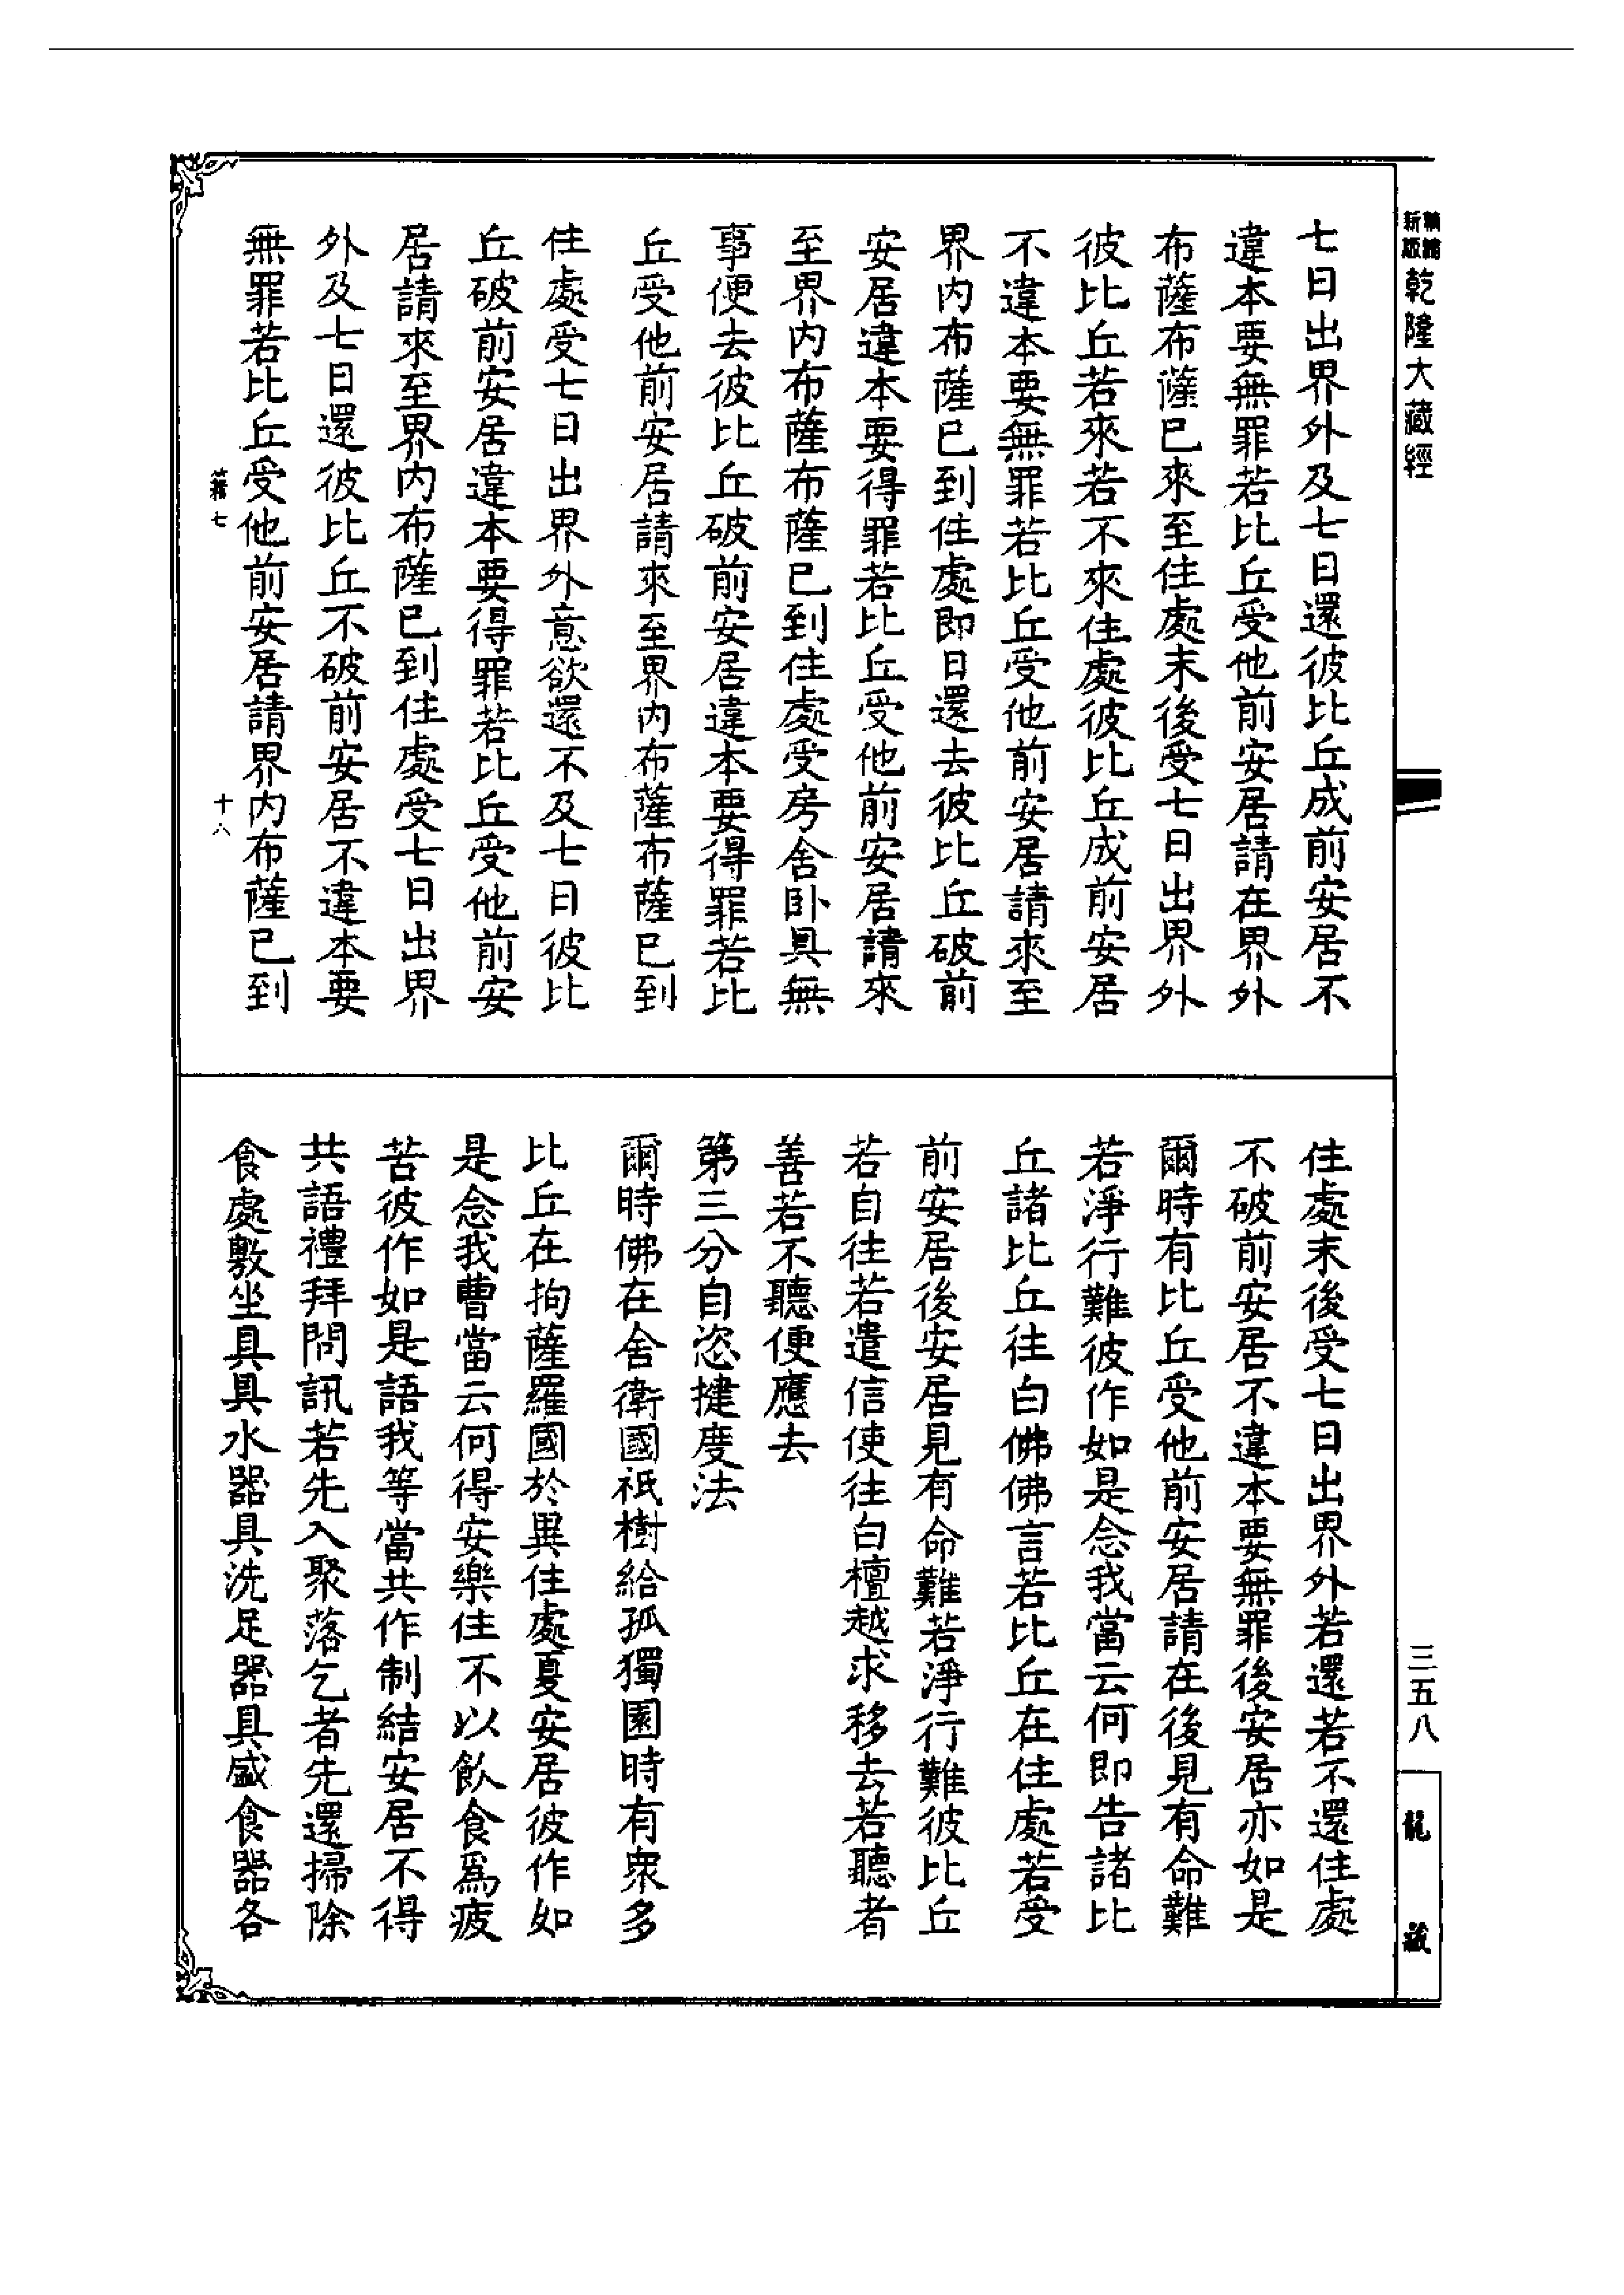 乾隆大藏經
七日出界外及七日還彼比丘成前安居不
違本要無罪若比丘受他前安居請在界外
布薩布薩已來至住處末後受七日出界外
彼比丘若來若不來住處彼比丘成前安居
不違本要無罪若比丘受他前安居請來至
界内布薩已到住處即日還去彼比丘破前
安居違本要得罪若比丘受他前安居請來
至界内布薩布薩已到住處受房舍卧具無
事便去彼比丘破前安居違本要得罪若比
丘受他前安居請來至界内布薩布薩已到
住處受七日出界外意欲還不及七日彼比
丘破前安居違本要得罪若比丘受他前安
居請來至界内布薩已到住處受七日出界
外及七日還彼比丘不破前安居不違本要
無罪若比丘受他前安居請界内布薩已到
七
十八
住處末後受七日出界外若還若不還住處
不破前安居不違本要無罪後安居亦如是
爾時有比丘受他前安居請在後見有命難
若淨行難彼作如是念我當云何即告諸比
丘諸比丘往白佛佛言若比丘在住處若受
前安居後安居見有命難若淨行難彼比丘
若自往若遣信使往白檀越求移去若聽者
善若不聽便應去
第三分自恣揵度法
爾時佛在舍衛國祇樹給孤獨園時有衆多
比丘在拘薩羅國於異住處夏安居彼作如
是念我曹當云何得安樂住不以飲食爲疲
苦彼作如是語我等當共作制結安居不得
共語禮拜問訊若先入聚落乞者先還掃除
食處敷坐具具水器具洗足器具盛食器各
三五八
龍藏